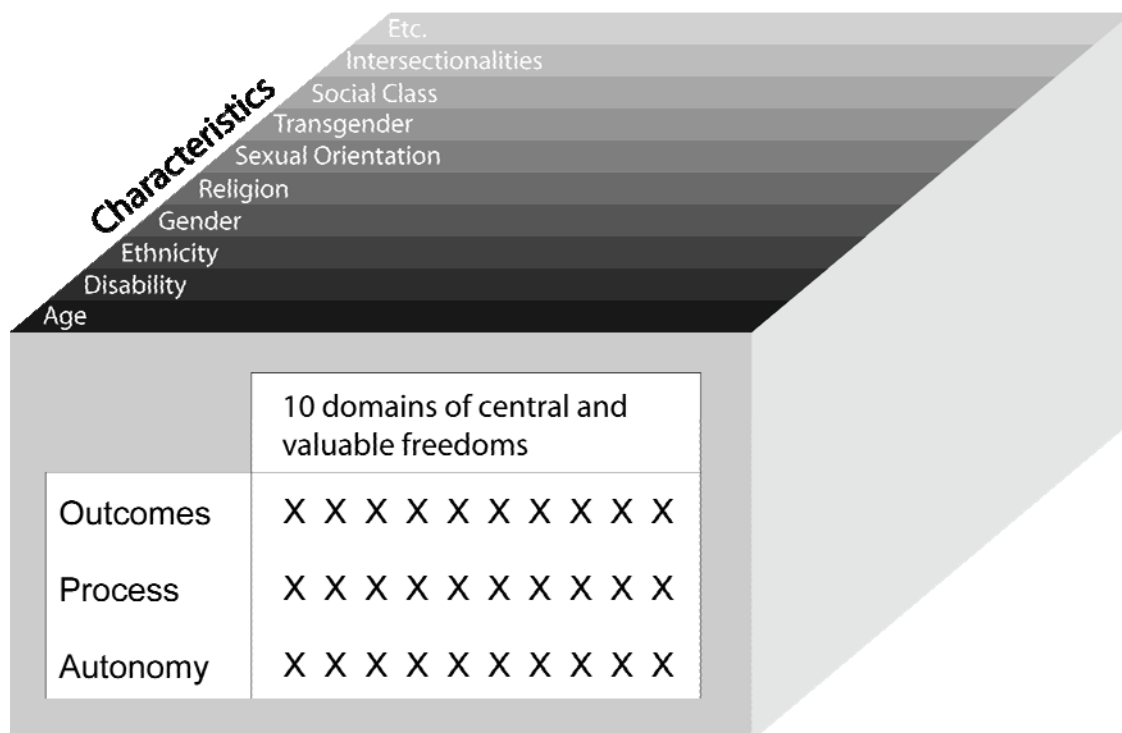 Etc.
Intersectionalities
Social Class
Transgender
Sexual Orientation
Religion
Gender
Ethnicity
Disability
Age
Characteristics
10 domains of central and
valuable freedoms
Outcomes X X X X X X X X X X
Process X X X X X X X X X X
Autonomy X X X X X X X X X X